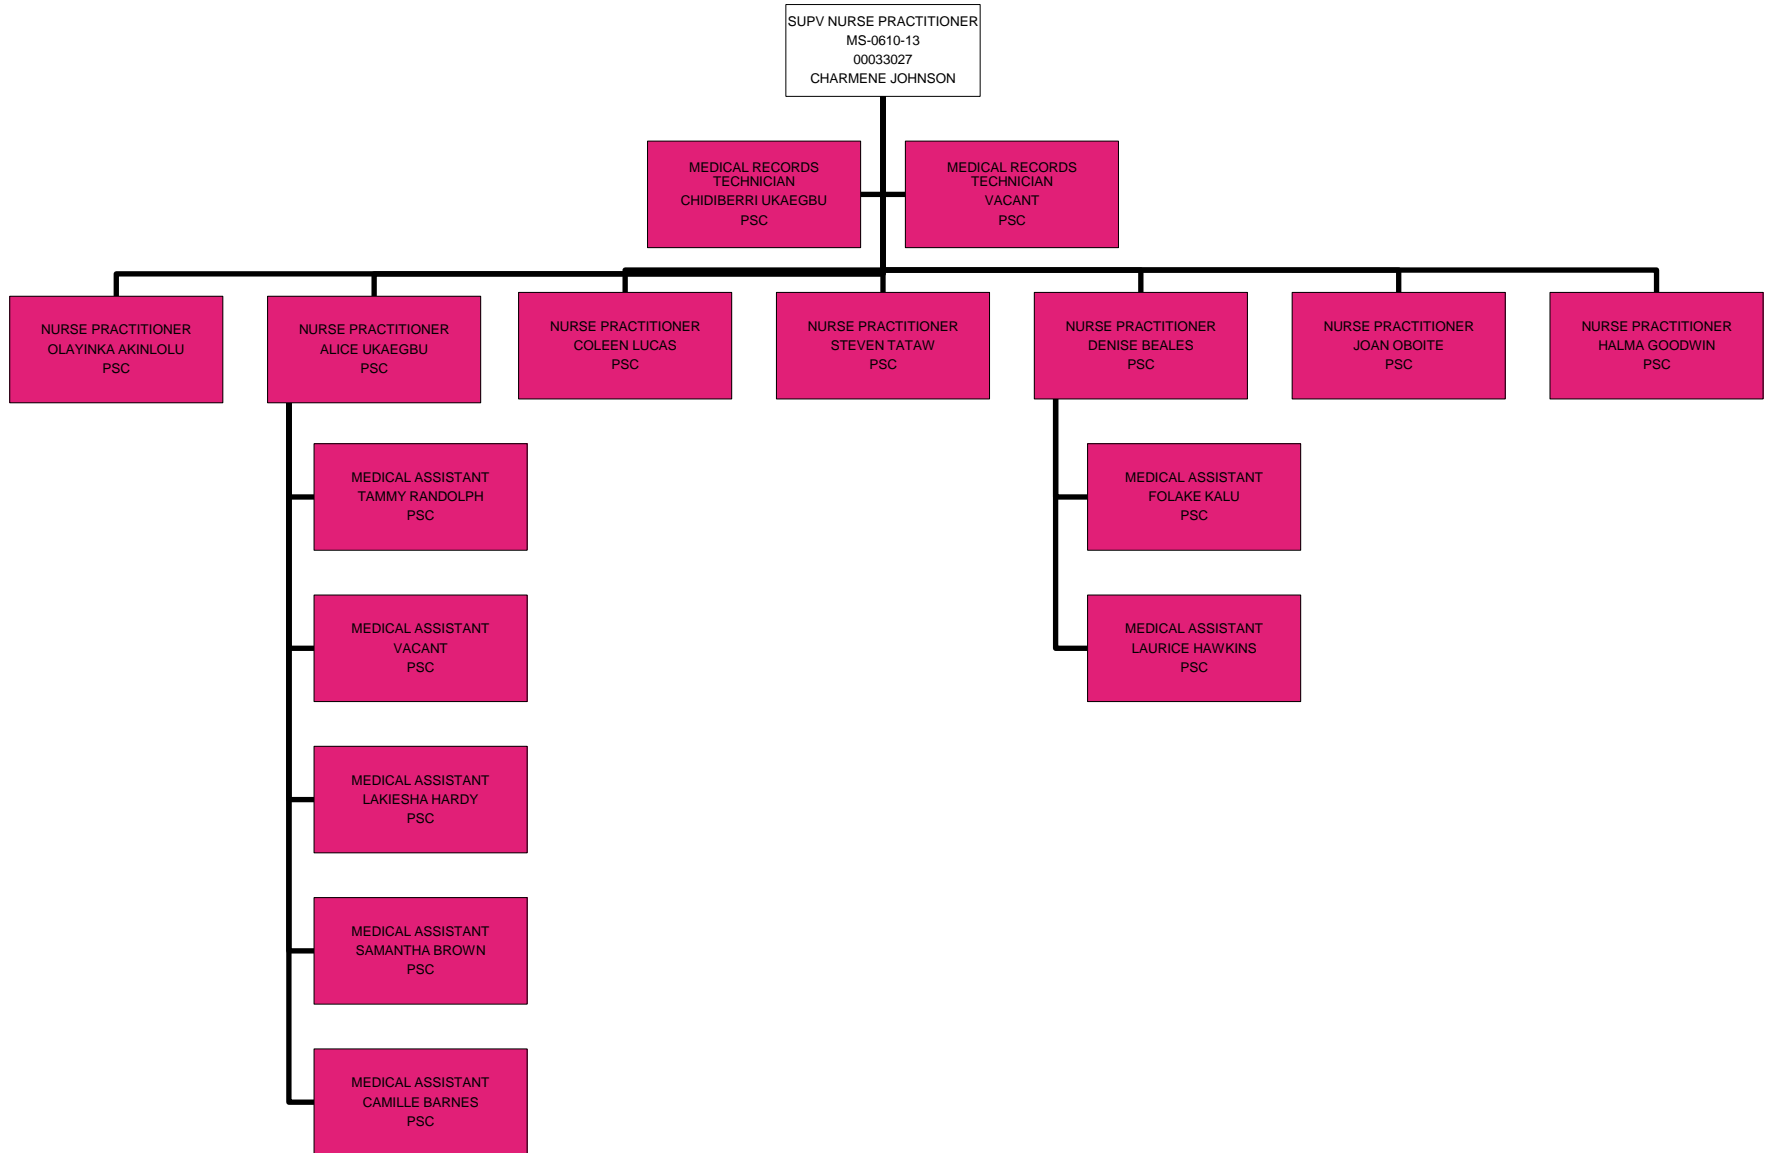 SUPV NURSE PRACTITIONER
MS-0610-13
00033027
CHARMENE JOHNSON
MEDICAL RECORDS
TECHNICIAN
CHIDIBERRI UKAEGBU
PSC
MEDICAL RECORDS
TECHNICIAN
VACANT
PSC
NURSE PRACTITIONER
OLAYINKA AKINLOLU
PSC
NURSE PRACTITIONER
ALICE UKAEGBU
PSC
NURSE PRACTITIONER
COLEEN LUCAS
PSC
NURSE PRACTITIONER
STEVEN TATAW
PSC
NURSE PRACTITIONER
DENISE BEALES
PSC
NURSE PRACTITIONER
JOAN OBOITE
PSC
NURSE PRACTITIONER
HALMA GOODWIN
PSC
MEDICAL ASSISTANT
TAMMY RANDOLPH
PSC
MEDICAL ASSISTANT
VACANT
PSC
MEDICAL ASSISTANT
LAKIESHA HARDY
PSC
MEDICAL ASSISTANT
SAMANTHA BROWN
PSC
MEDICAL ASSISTANT
CAMILLE BARNES
PSC
MEDICAL ASSISTANT
FOLAKE KALU
PSC
MEDICAL ASSISTANT
LAURICE HAWKINS
PSC